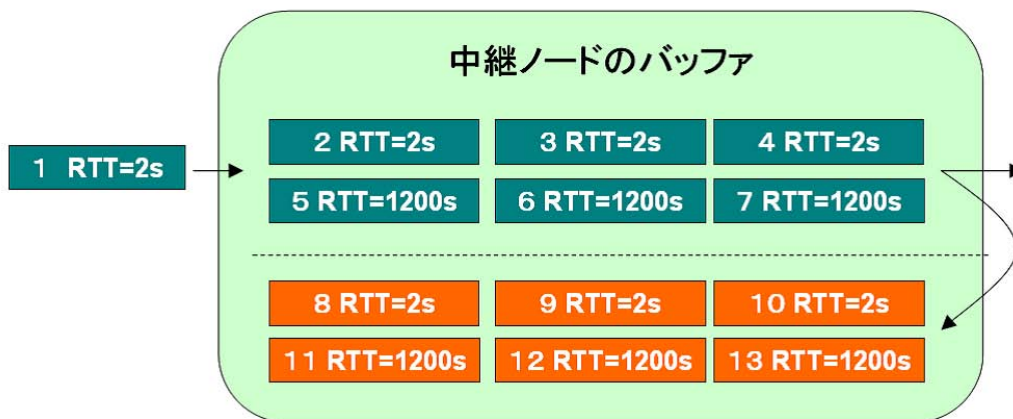 中継ノードのバッファ
1 RTT=2s
2 RTT=2s
3 RTT=2s
4 RTT=2s
5 RTT=1200s
6 RTT=1200s
7 RTT=1200s
8 RTT=2s
9 RTT=2s
10 RTT=2s
11 RTT=1200s
12 RTT=1200s
13 RTT=1200s